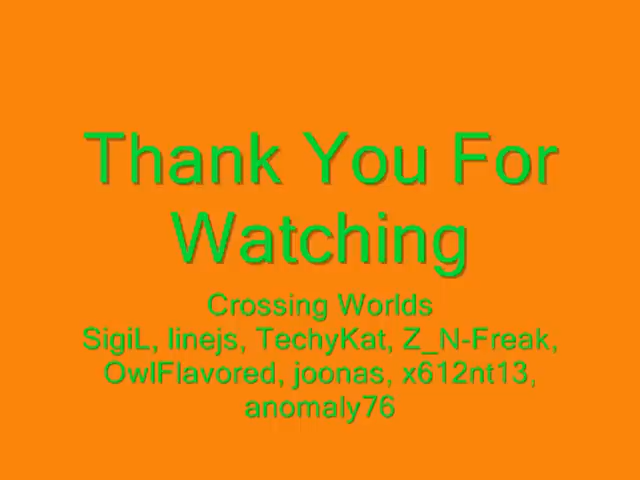 Thank You For
Watching
Crossing Worlds
SigiL, linejs, TechyKat, Z_N-Freak,
OwlFlavored, joonas, x612nt13,
anomaly76